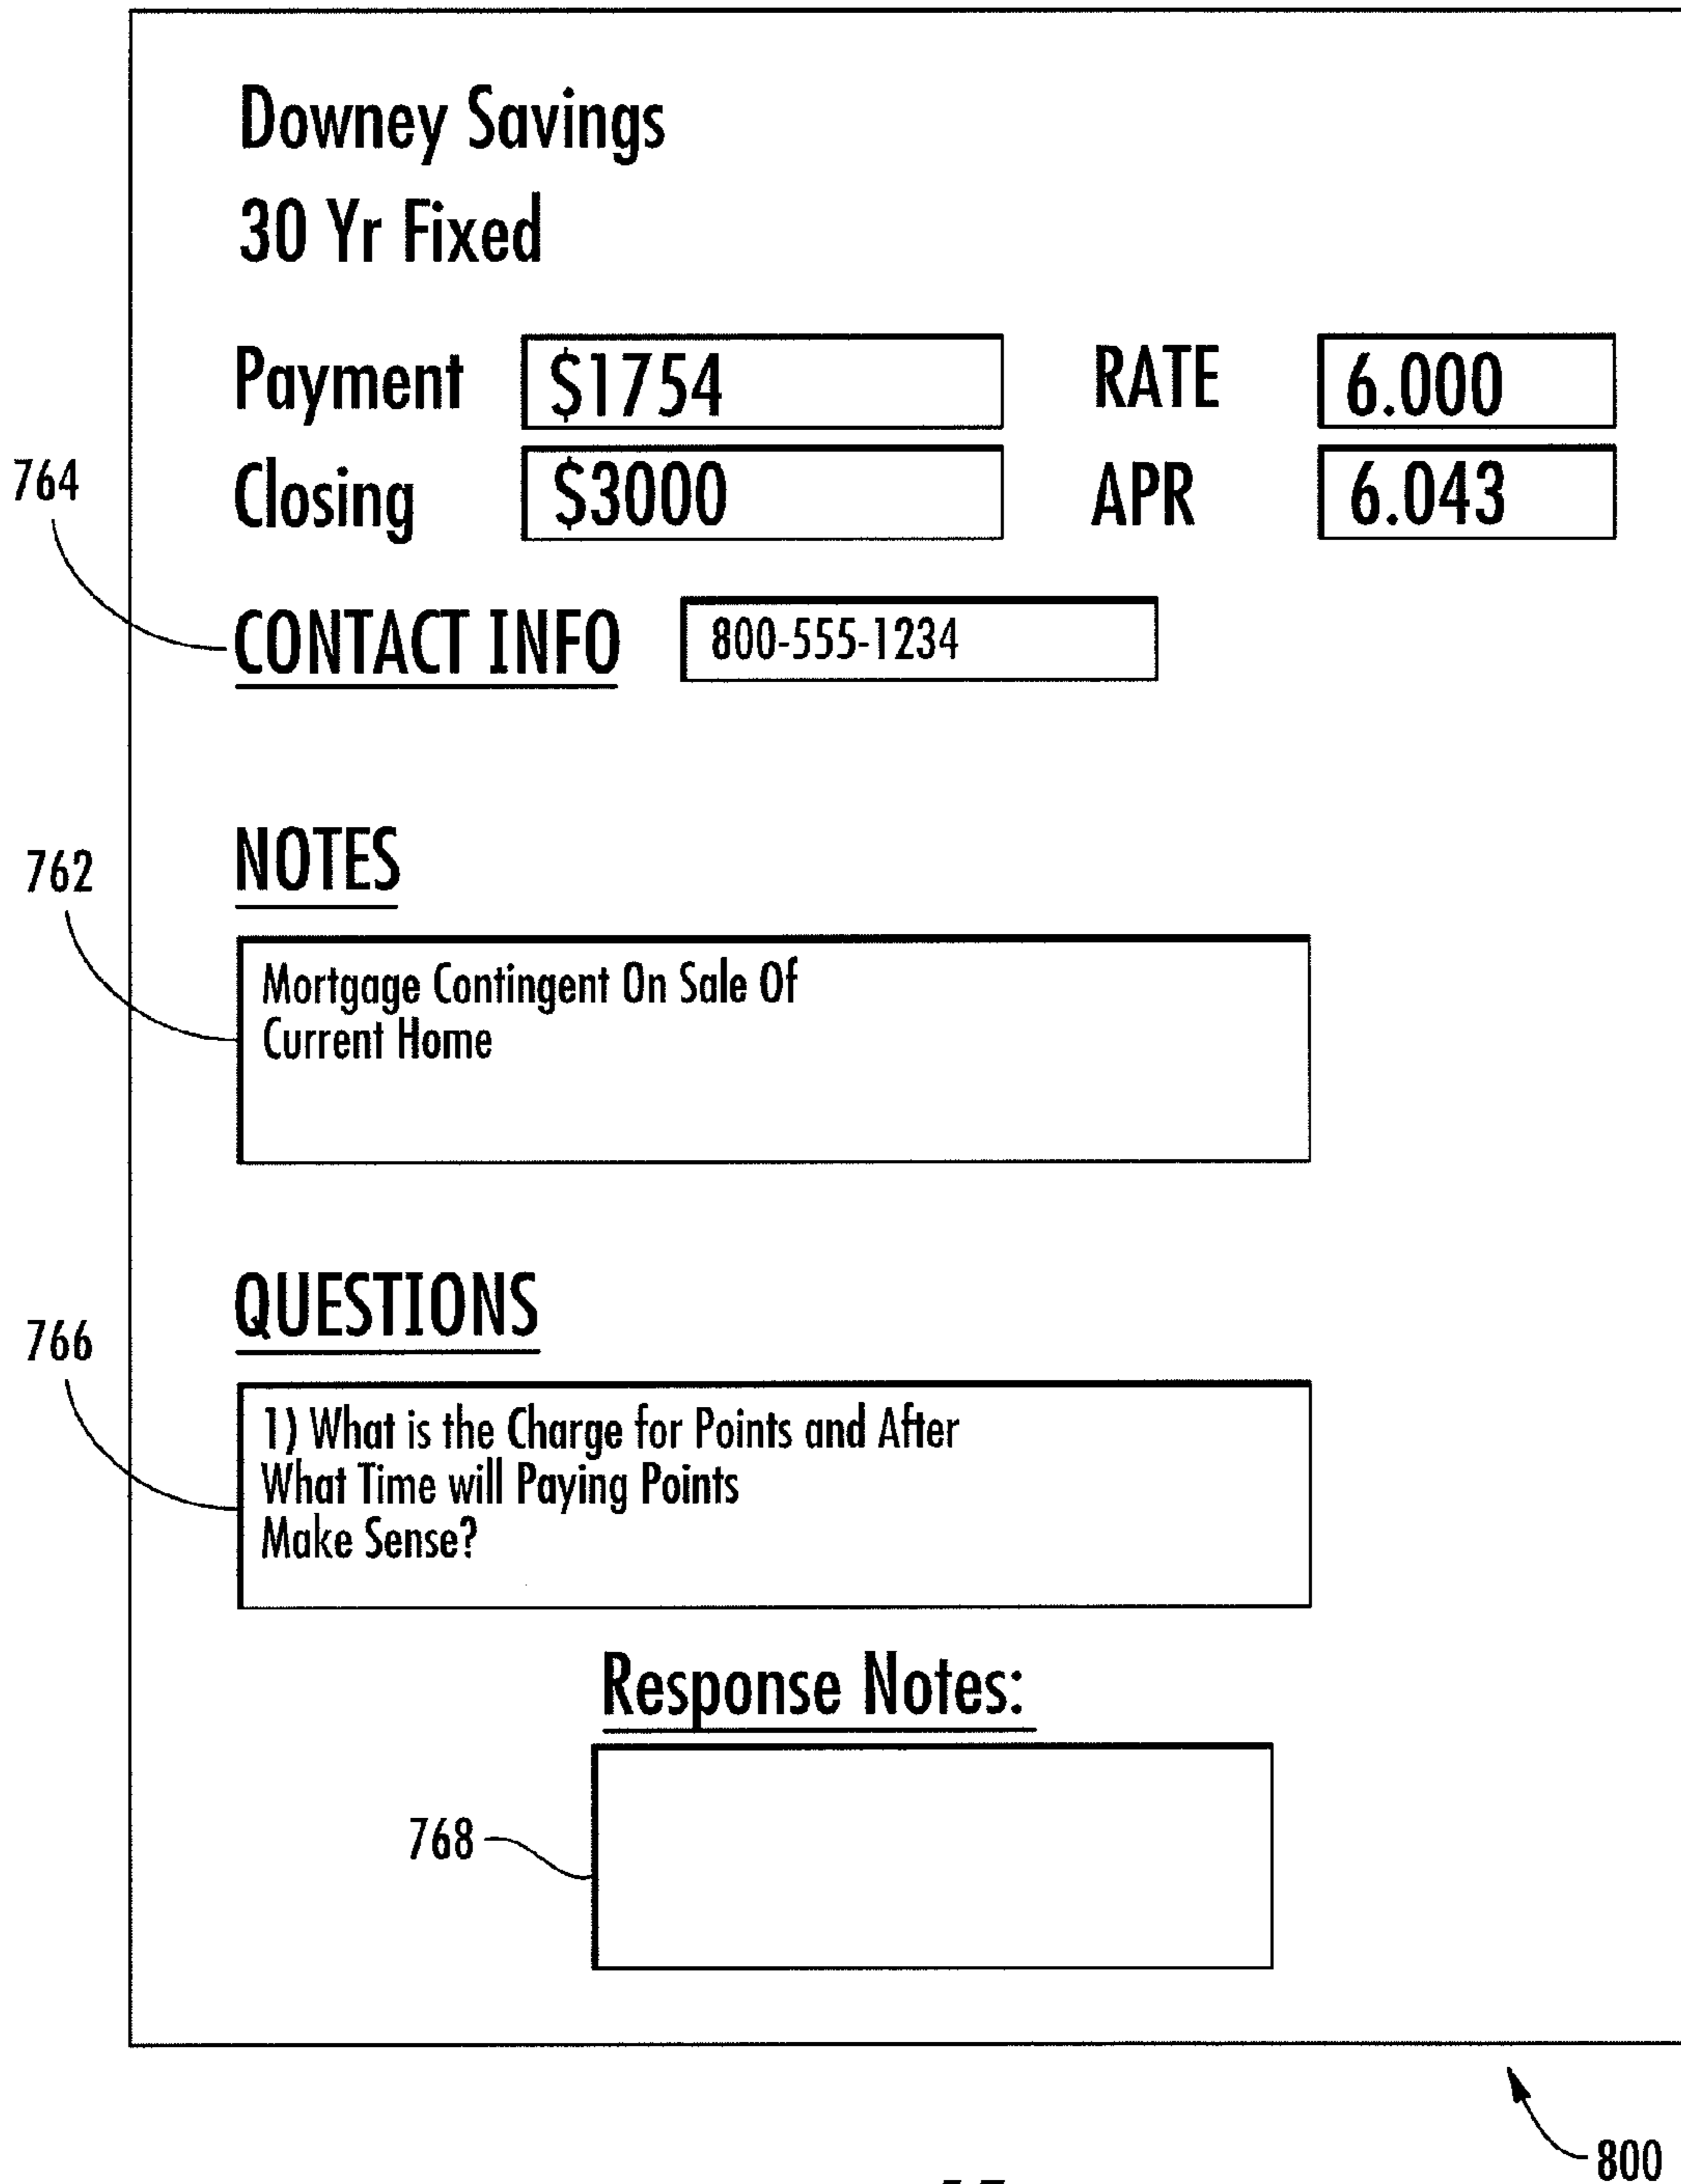 Downey Savings
30 Yr Fixed
Payment $1754 RATE 6.000
764
Closing $3000 APR 6.043
CONTACT INFO 800-555-1234
762
NOTES
Mortgage Contingent On Sale Of
Current Home
QUESTIONS
766
1) What is the Charge for Points and After
What Time will Paying Points
Make Sense?
Response Notes:
768
800